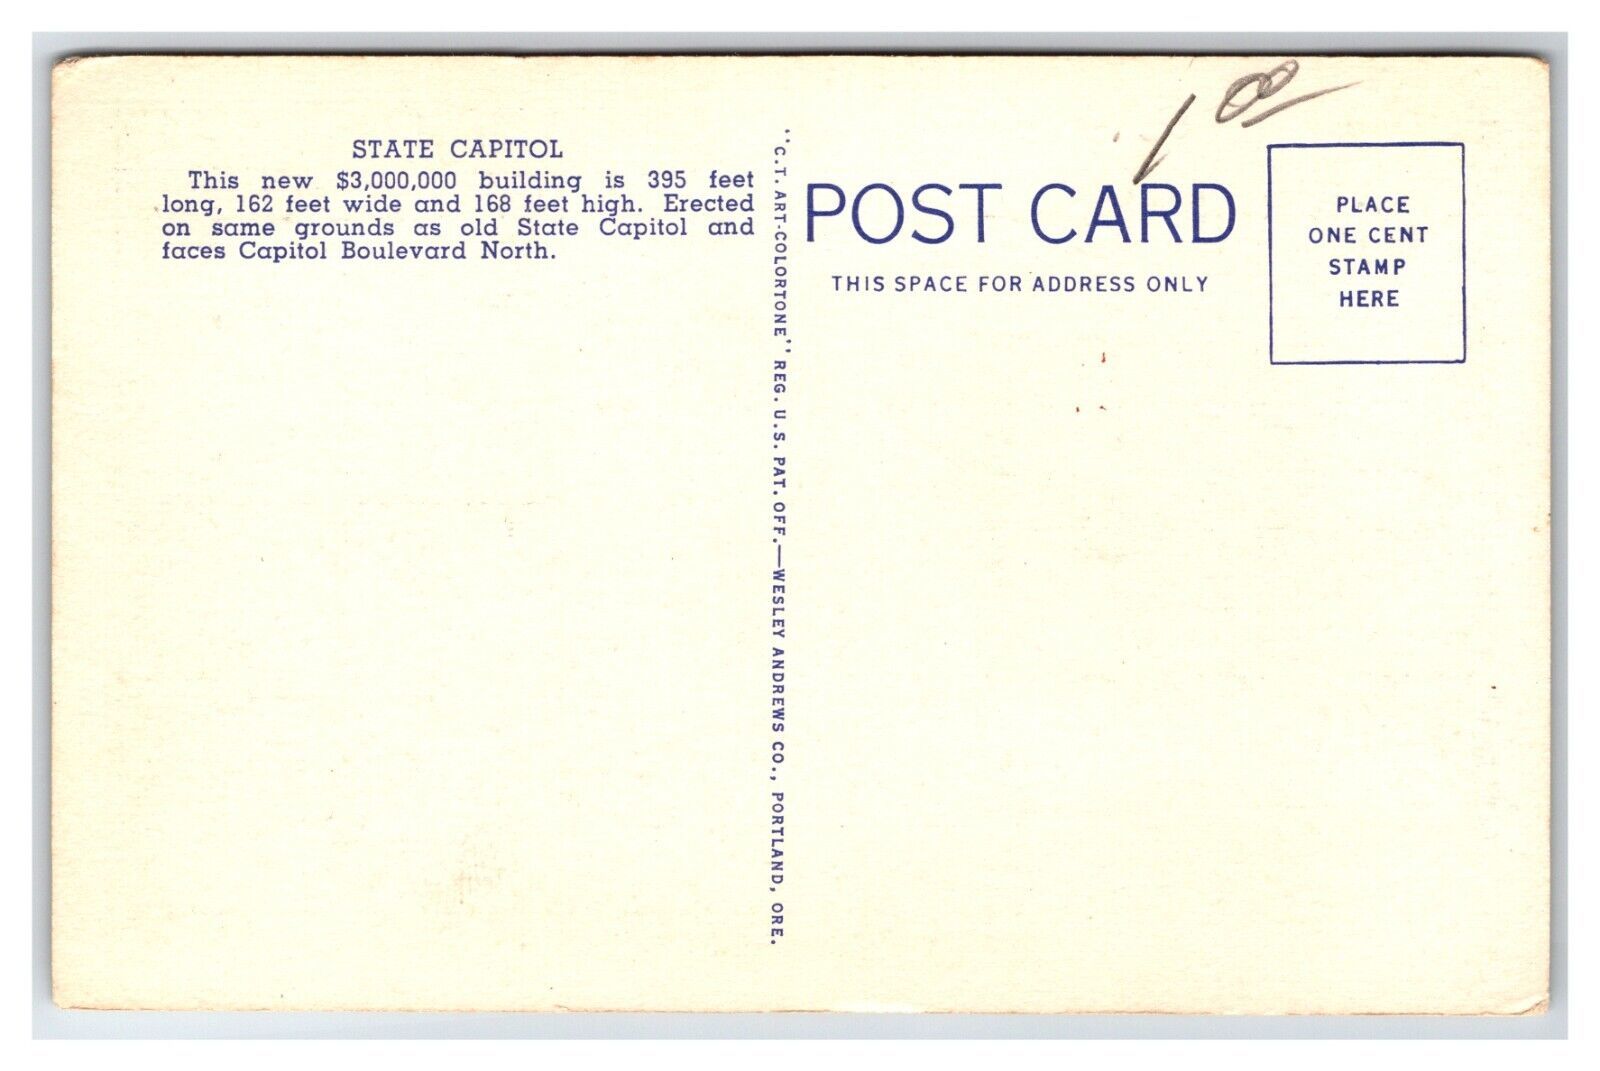 STATE CAPITOL
This new $3,000,000 building is 395 feet
long, 162 feet wide and 168 feet high. Erected
on same grounds as old State Capitol and
faces Capitol Boulevard North.
"C.T. ART-COLORTONE" REG. U.S. PAT. OFF.—WESLEY ANDREWS CO., PORTLAND, ORE.
1 00
POST CARD
THIS SPACE FOR ADDRESS ONLY
PLACE
ONE CENT
STAMP
HERE